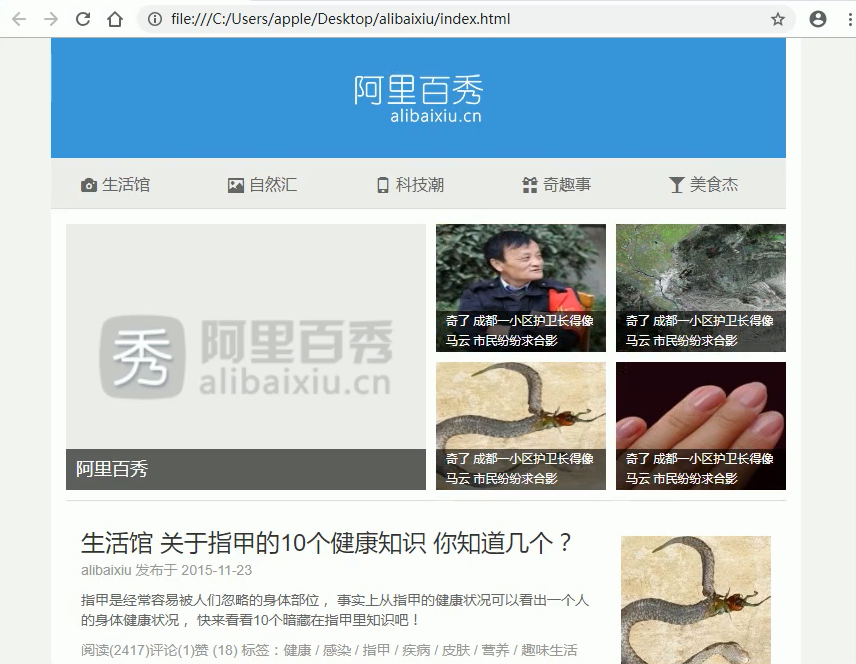 file:///C:/Users/apple/Desktop/alibaixiu/index.html
阿里百秀
alibaixiu.cn
生活馆 自然汇 科技潮 奇趣事 美食杰
秀 阿里百秀
alibaixiu.cn
阿里百秀
奇了 成都一小区护卫长得像
马云 市民纷纷求合影
奇了 成都一小区护卫长得像
马云 市民纷纷求合影
奇了 成都一小区护卫长得像
马云 市民纷纷求合影
奇了 成都一小区护卫长得像
马云 市民纷纷求合影
生活馆 关于指甲的10个健康知识 你知道几个？
alibaixiu 发布于 2015-11-23
指甲是经常容易被人们忽略的身体部位， 事实上从指甲的健康状况可以看出一个人
的身体健康状况， 快来看看10个暗藏在指甲里知识吧！
阅读(2417)评论(1)赞 (18) 标签：健康 / 感染 / 指甲 / 疾病 / 皮肤 / 营养 / 趣味生活